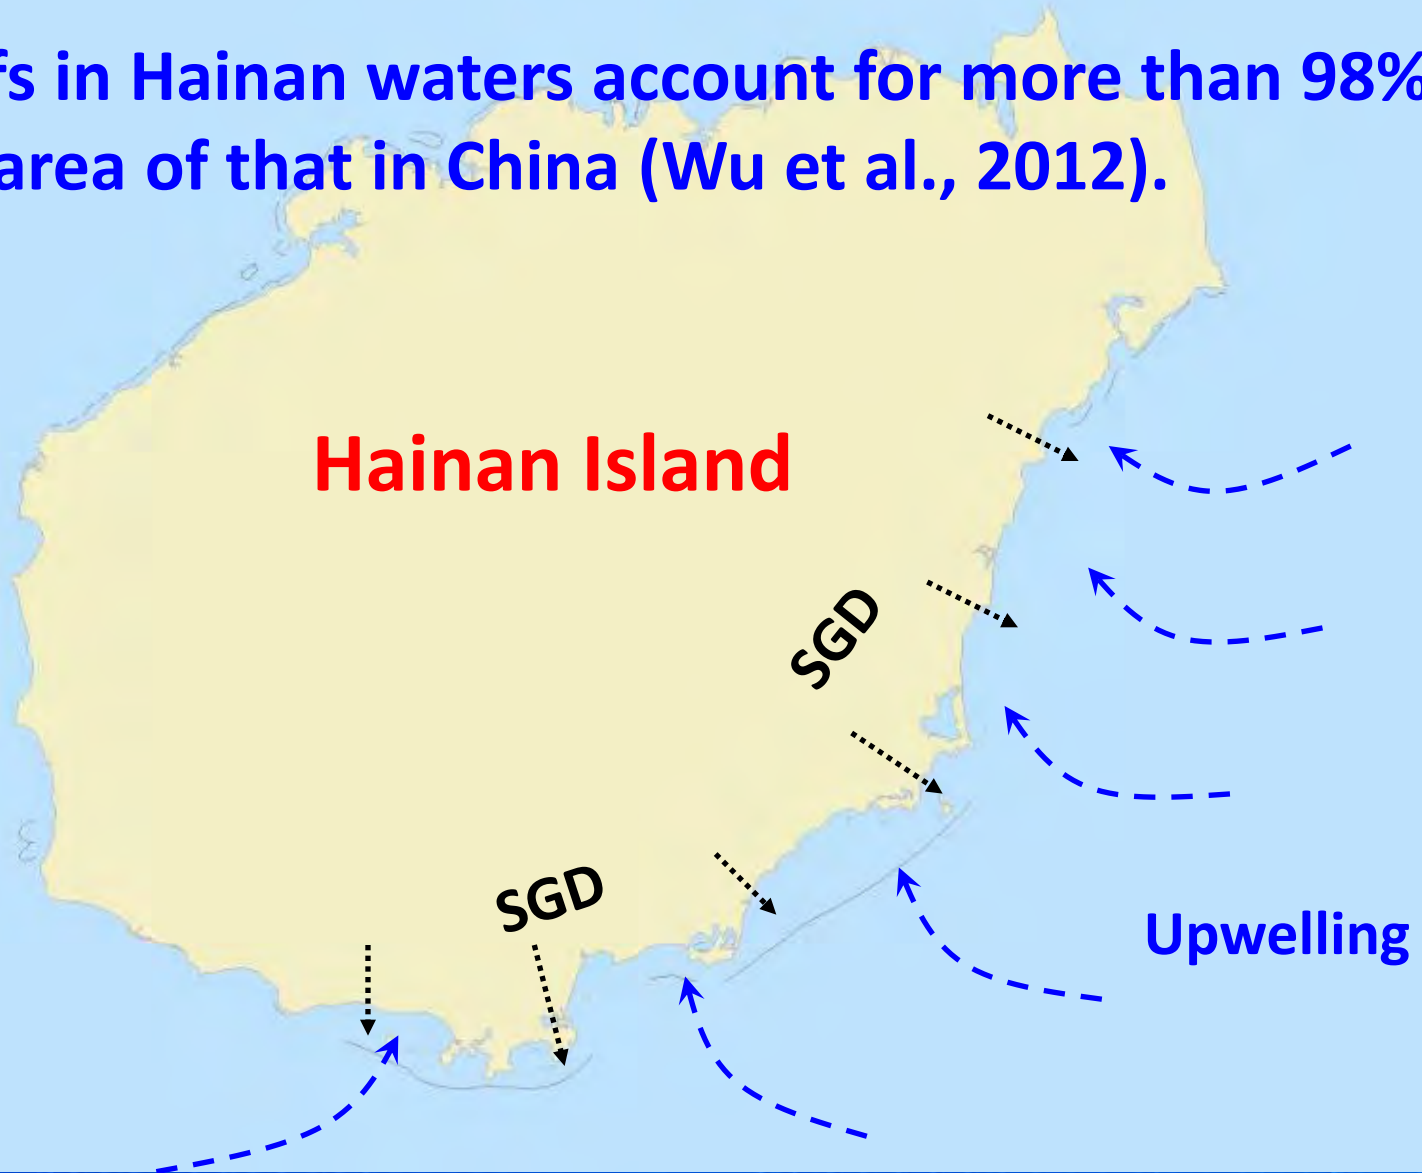 fs in Hainan waters account for more than 98%
area of that in China (Wu et al., 2012).
Hainan Island
SGD
SGD
Upwelling